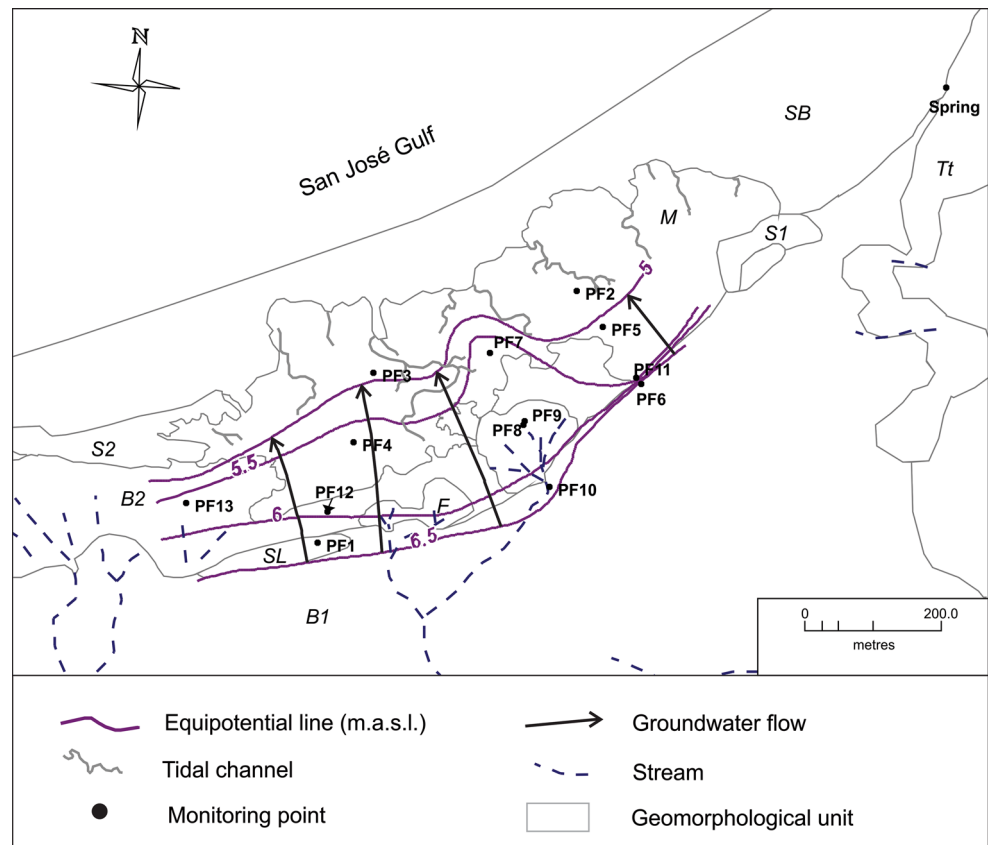 N
San José Gulf
SB
Spring
Tt
M
S1
5
PF2
PF5
PF7
PF3
PF11
PF6
PF9
PF8
PF4
S2
5.5
B2
PF13
PF12
F
PF10
6
6.5
PF1
SL
B1
0 200.0
metres
Equipotential line (m.a.s.l.)
Groundwater flow
Tidal channel
Stream
Monitoring point
Geomorphological unit